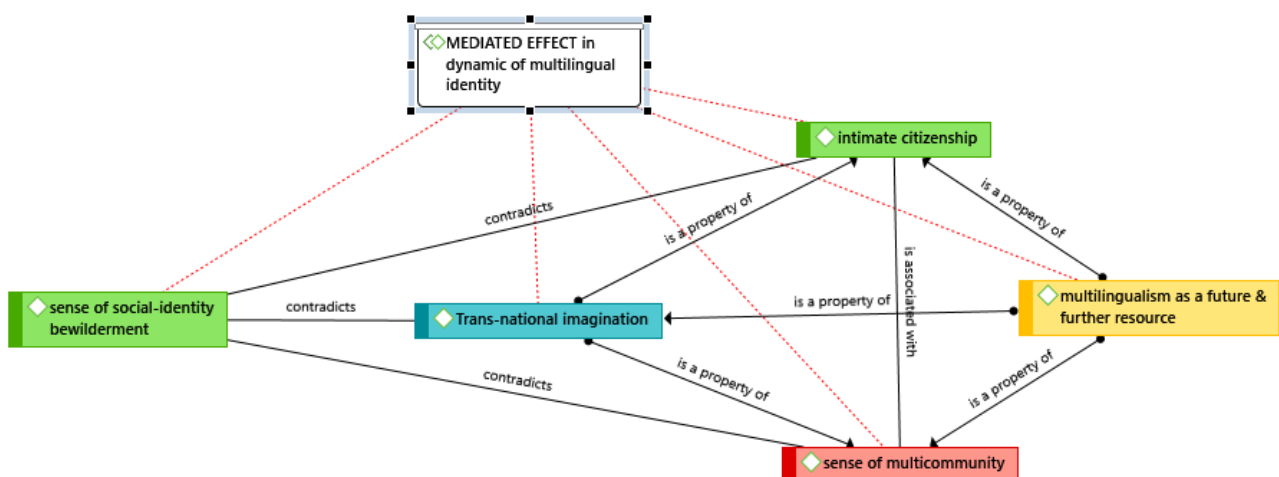 MEDIATED EFFECT in
dynamic of multilingual
identity
intimate citizenship
is a property of
contradicts
is a property of
is associated with
sense of social-identity
bewilderment
contradicts
Trans-national imagination
is a property of
multilingualism as a future &
further resource
contradicts
is a property of
is a property of
sense of multicommunity